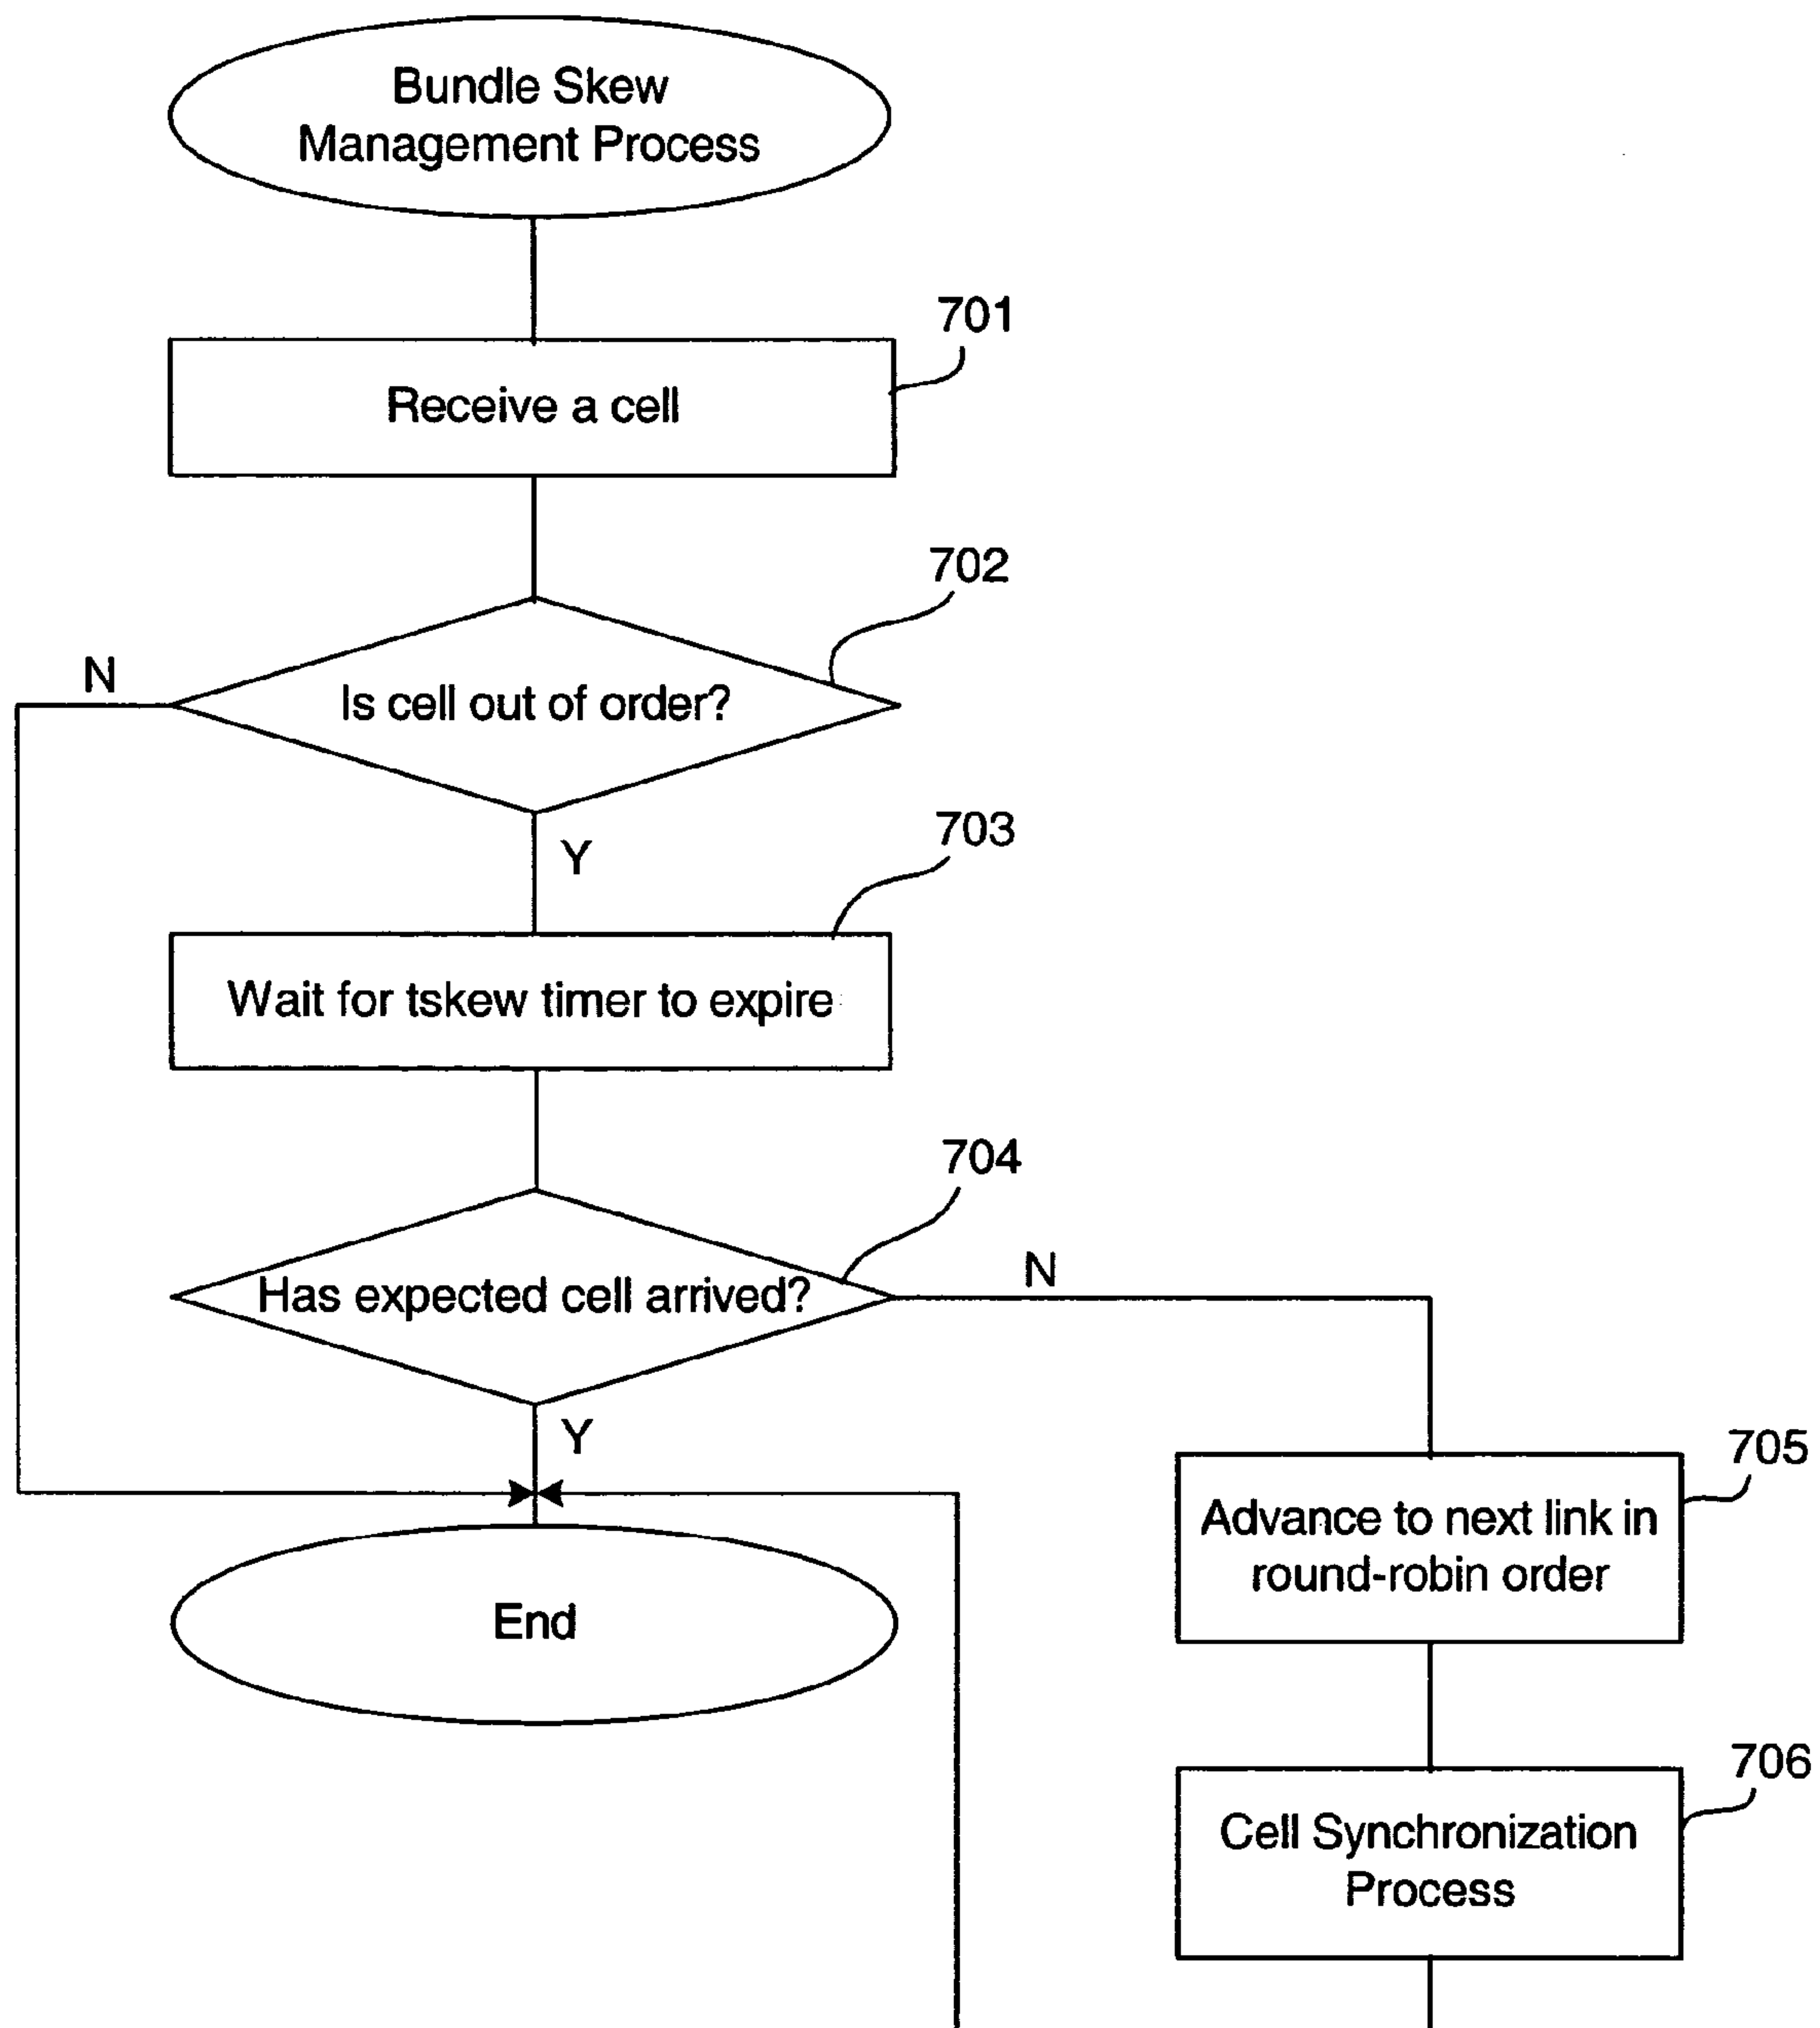 Bundle Skew
Management Process
701
Receive a cell
702
N
Is cell out of order?
Y
703
Wait for tskew timer to expire
704
Has expected cell arrived?
N
Y
705
Advance to next link in
round-robin order
End
706
Cell Synchronization
Process